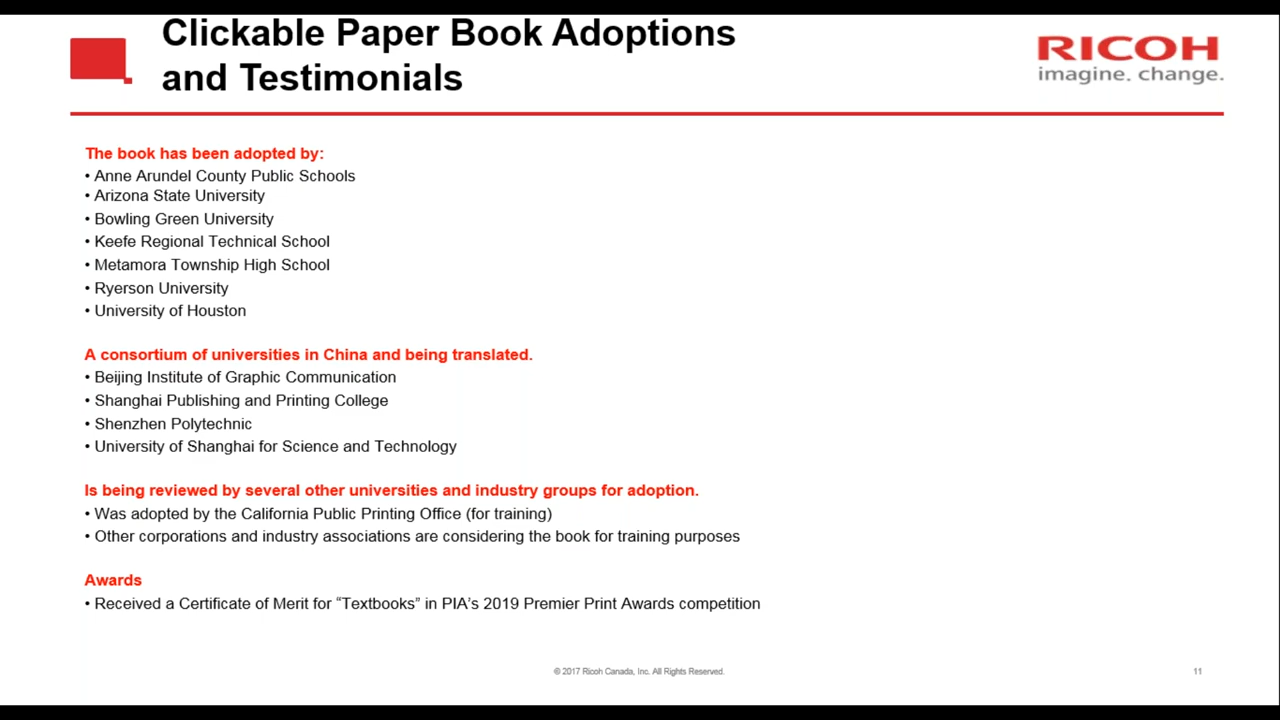 Clickable Paper Book Adoptions
and Testimonials
RICOH
imagine. change.
The book has been adopted by:
• Anne Arundel County Public Schools
• Arizona State University
• Bowling Green University
• Keefe Regional Technical School
• Metamora Township High School
• Ryerson University
• University of Houston
A consortium of universities in China and being translated.
• Beijing Institute of Graphic Communication
• Shanghai Publishing and Printing College
• Shenzhen Polytechnic
• University of Shanghai for Science and Technology
Is being reviewed by several other universities and industry groups for adoption.
• Was adopted by the California Public Printing Office (for training)
• Other corporations and industry associations are considering the book for training purposes
Awards
• Received a Certificate of Merit for “Textbooks” in PIA’s 2019 Premier Print Awards competition
© 2017 Ricoh Canada, Inc. All Rights Reserved.
11